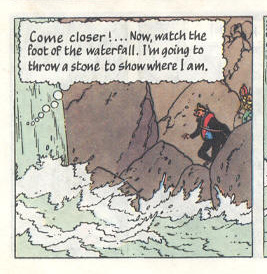 Come closer!... Now, watch the
foot of the waterfall. I'm going to
throw a stone to show where I am.